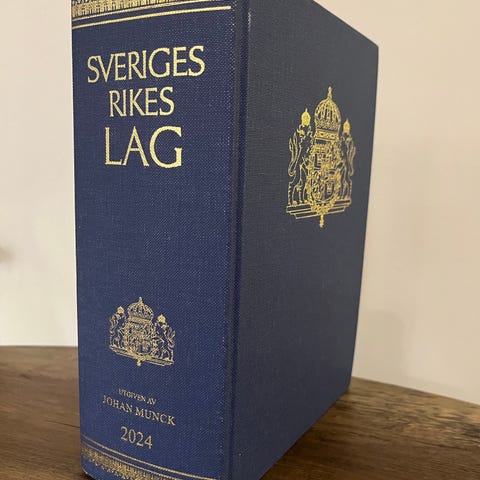 SVERIGES
RIKES
LAG
UTGIVEN AV
JOHAN MUNCK
2024